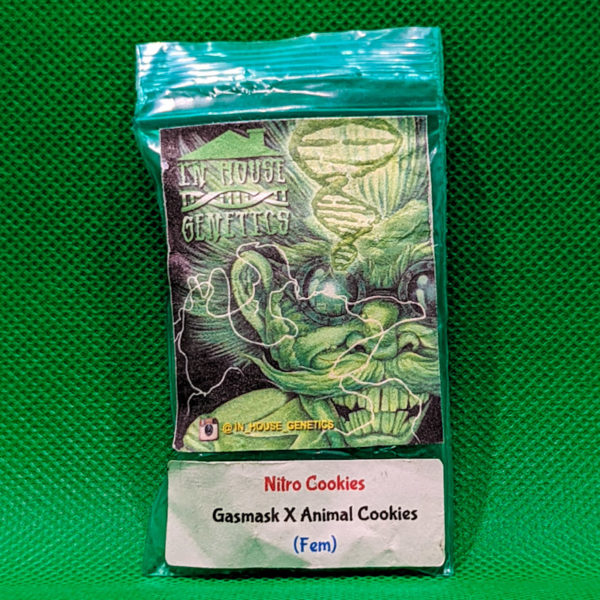 IN HOUSE
GENETICS
@IN_HOUSE_GENETICS
Nitro Cookies
Gasmask X Animal Cookies
(Fem)